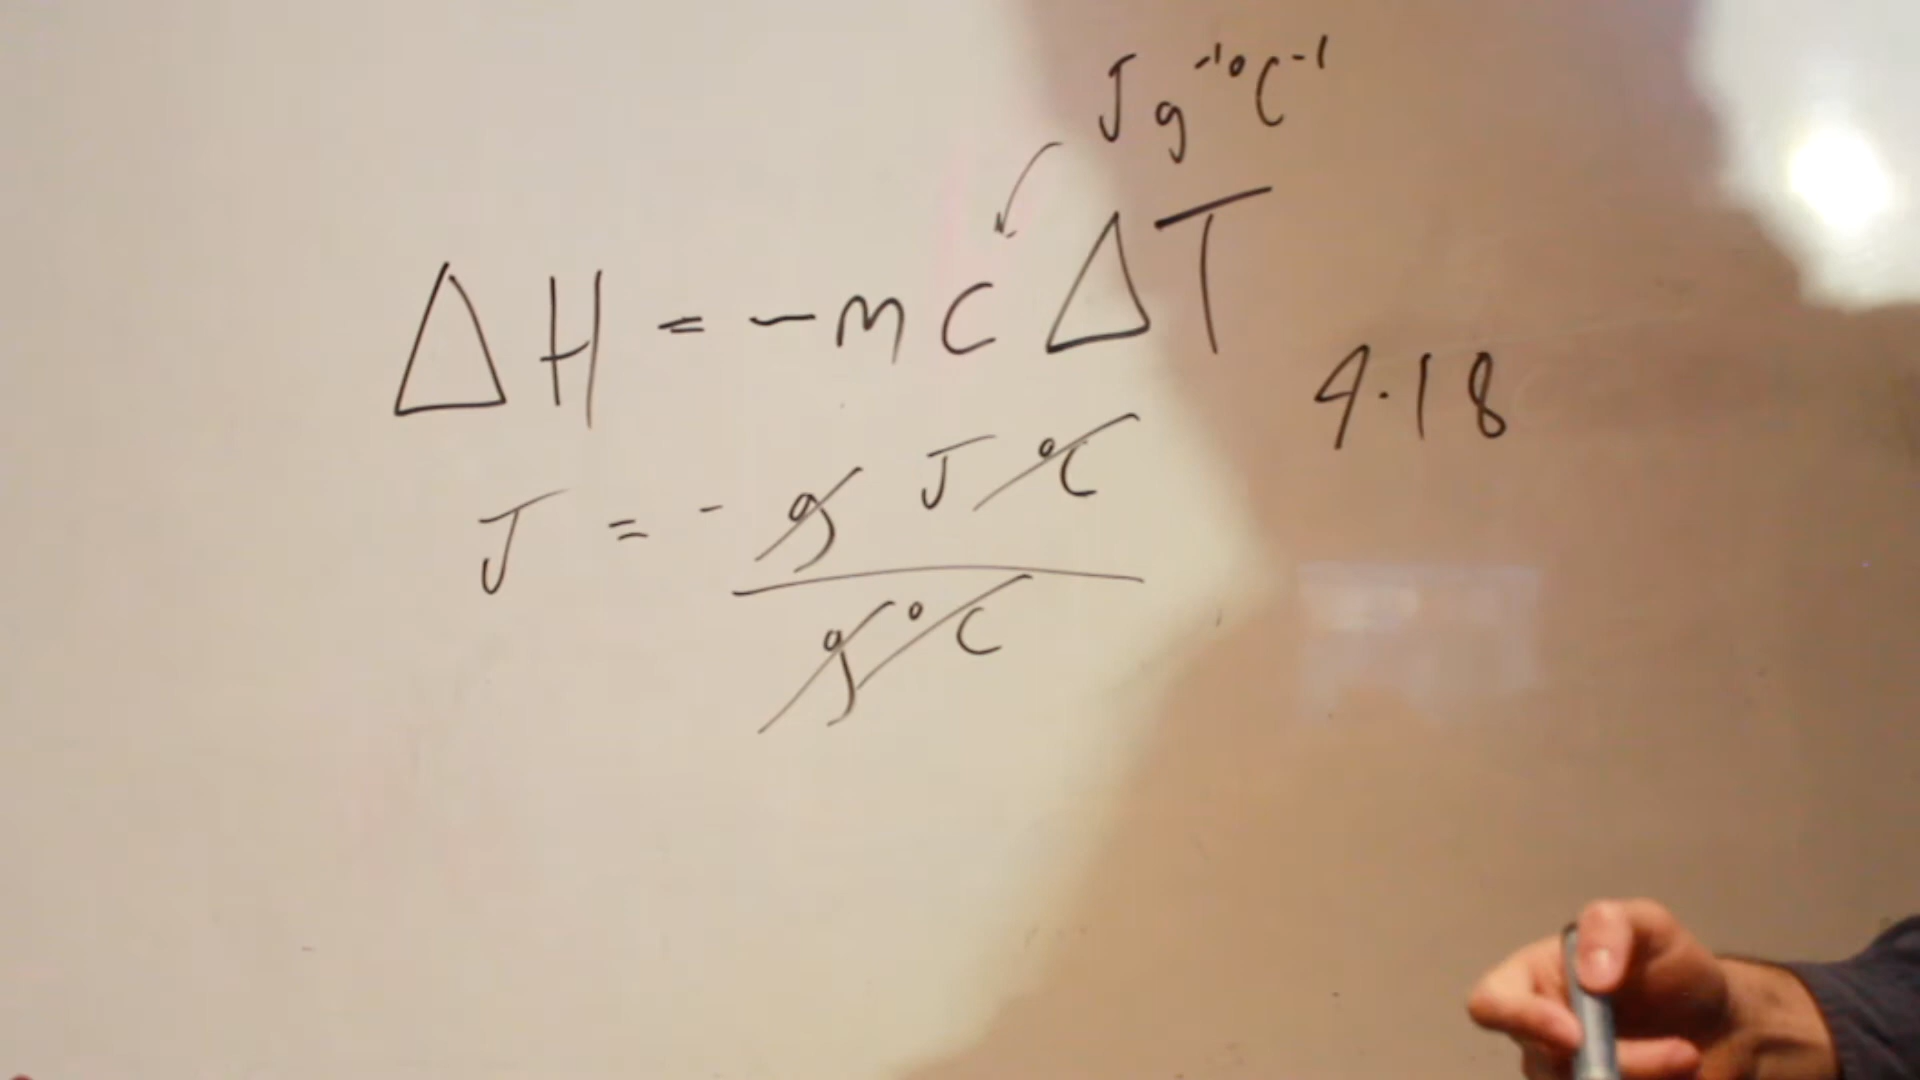 J g⁻¹ °C⁻¹
ΔH = -mcΔT
4.18
J = - g J °C
g °C